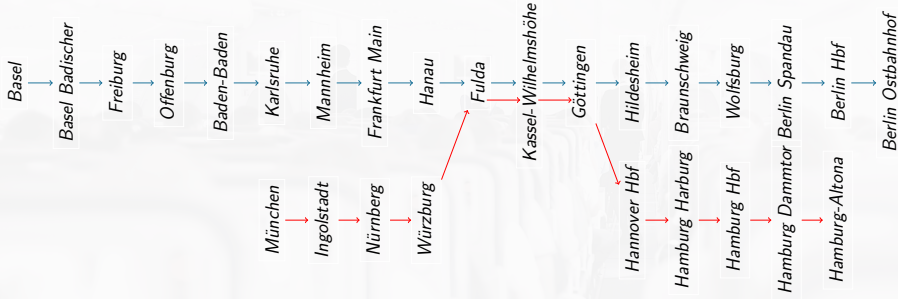 Basel
Basel Badischer
Freiburg
Offenburg
Baden-Baden
Karlsruhe
Mannheim
Frankfurt Main
Hanau
Fulda
Kassel-Wilhelmshöhe
Göttingen
Hildesheim
Braunschweig
Wolfsburg
Berlin Spandau
Berlin Hbf
Berlin Ostbahnhof
München
Ingolstadt
Nürnberg
Würzburg
Hannover Hbf
Hamburg Harburg
Hamburg Hbf
Hamburg Dammtor
Hamburg-Altona